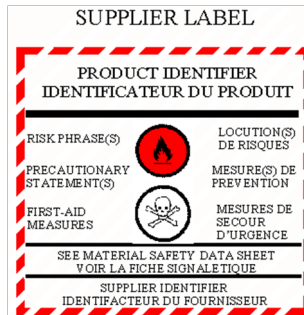 SUPPLIER LABEL
PRODUCT IDENTIFIER
IDENTIFICATEUR DU PRODUIT
RISK PHRASE(S)
LOCUTION(S)
DE RISQUES
PRECAUTIONARY
STATEMENT(S)
MESURE(S) DE
PREVENTION
FIRST-AID
MEASURES
MESURES DE
SECOUR
D'URGENCE
SEE MATERIAL SAFETY DATA SHEET
VOIR LA FICHE SIGNALETIQUE
SUPPLIER IDENTIFIER
IDENTIFACTEUR DU FOURNISSEUR